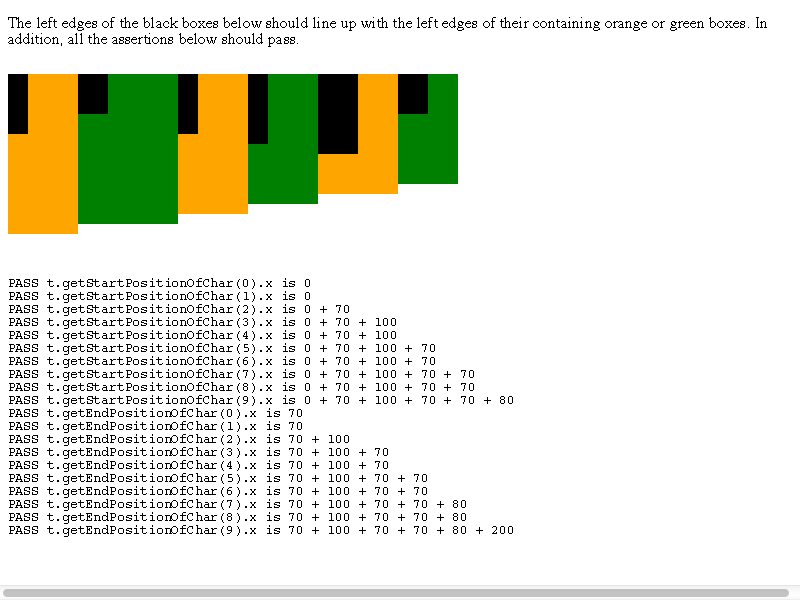 The left edges of the black boxes below should line up with the left edges of their containing orange or green boxes. In
addition, all the assertions below should pass.
PASS t.getStartPositionOfChar(0).x is 0
PASS t.getStartPositionOfChar(1).x is 0
PASS t.getStartPositionOfChar(2).x is 0 + 70
PASS t.getStartPositionOfChar(3).x is 0 + 70 + 100
PASS t.getStartPositionOfChar(4).x is 0 + 70 + 100
PASS t.getStartPositionOfChar(5).x is 0 + 70 + 100 + 70
PASS t.getStartPositionOfChar(6).x is 0 + 70 + 100 + 70
PASS t.getStartPositionOfChar(7).x is 0 + 70 + 100 + 70 + 70
PASS t.getStartPositionOfChar(8).x is 0 + 70 + 100 + 70 + 70
PASS t.getStartPositionOfChar(9).x is 0 + 70 + 100 + 70 + 70 + 80
PASS t.getEndPositionOfChar(0).x is 70
PASS t.getEndPositionOfChar(1).x is 70
PASS t.getEndPositionOfChar(2).x is 70 + 100
PASS t.getEndPositionOfChar(3).x is 70 + 100 + 70
PASS t.getEndPositionOfChar(4).x is 70 + 100 + 70
PASS t.getEndPositionOfChar(5).x is 70 + 100 + 70 + 70
PASS t.getEndPositionOfChar(6).x is 70 + 100 + 70 + 70
PASS t.getEndPositionOfChar(7).x is 70 + 100 + 70 + 70 + 80
PASS t.getEndPositionOfChar(8).x is 70 + 100 + 70 + 70 + 80
PASS t.getEndPositionOfChar(9).x is 70 + 100 + 70 + 70 + 80 + 200